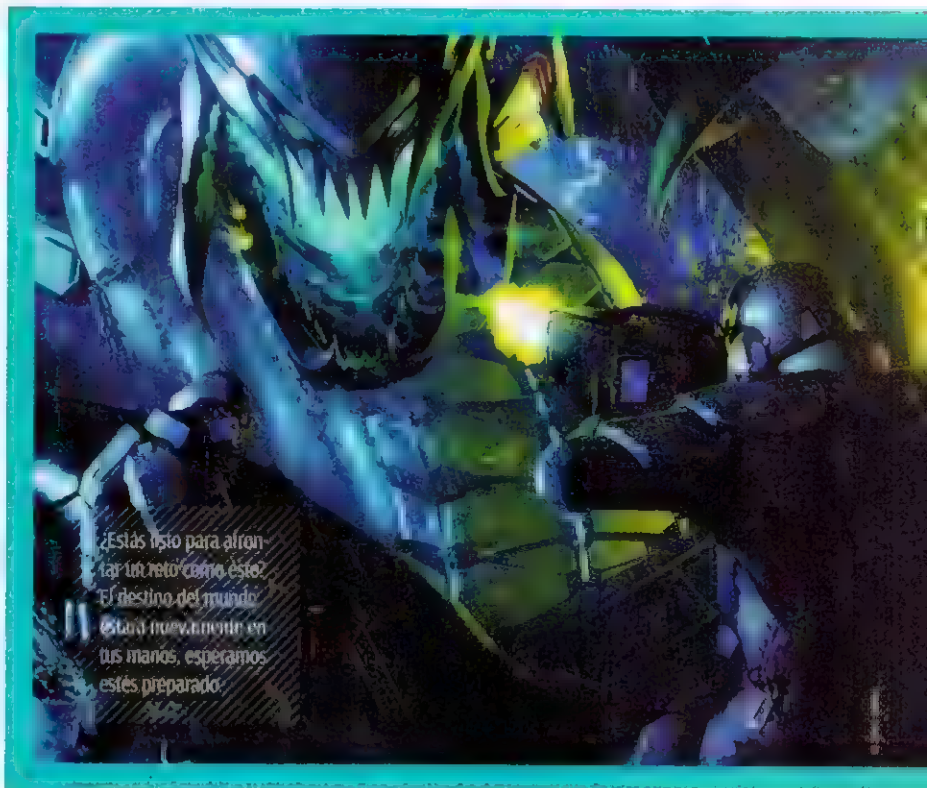 ¿Estás listo para afron-
tar un reto como éste?
El destino del mundo
estará nuevamente en
tus manos, esperamos
estés preparado.